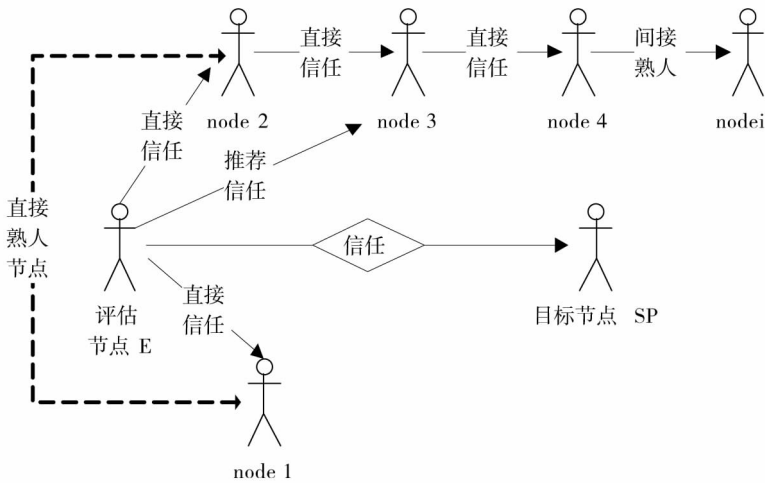 直接
信任
直接
信任
间接
熟人
node 2
node 3
node 4
nodei
直接
信任
推荐
信任
直接
熟人
节点
信任
评估
节点 E
直接
信任
目标节点 SP
node 1